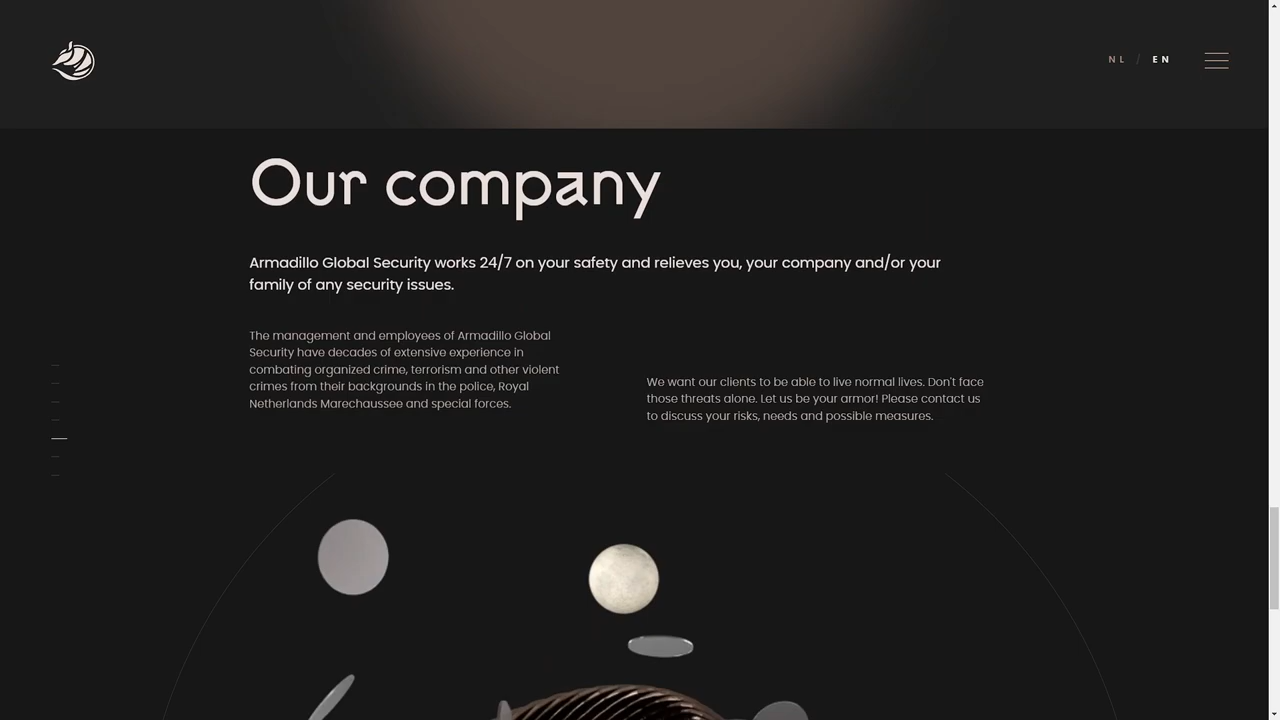 NL / EN
Our company
Armadillo Global Security works 24/7 on your safety and relieves you, your company and/or your
family of any security issues.
The management and employees of Armadillo Global
Security have decades of extensive experience in
combating organized crime, terrorism and other violent
crimes from their backgrounds in the police, Royal
Netherlands Marechaussee and special forces.
We want our clients to be able to live normal lives. Don't face
those threats alone. Let us be your armor! Please contact us
to discuss your risks, needs and possible measures.